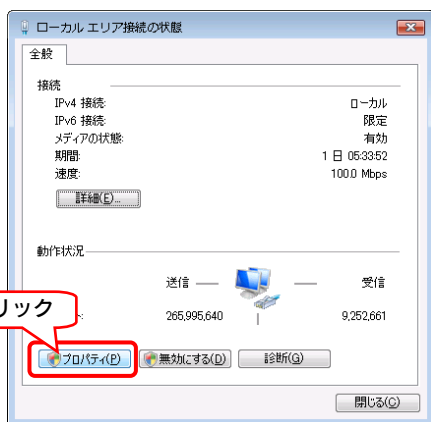 ローカル エリア接続の状態
全般
接続
IPv4 接続: ローカル
IPv6 接続: 限定
メディアの状態: 有効
期間: 1 日 05:33:52
速度: 100.0 Mbps
詳細(E)...
動作状況
送信 受信
リック
265,995,640 9,252,661
プロパティ(P) 無効にする(D) 診断(G)
閉じる(C)